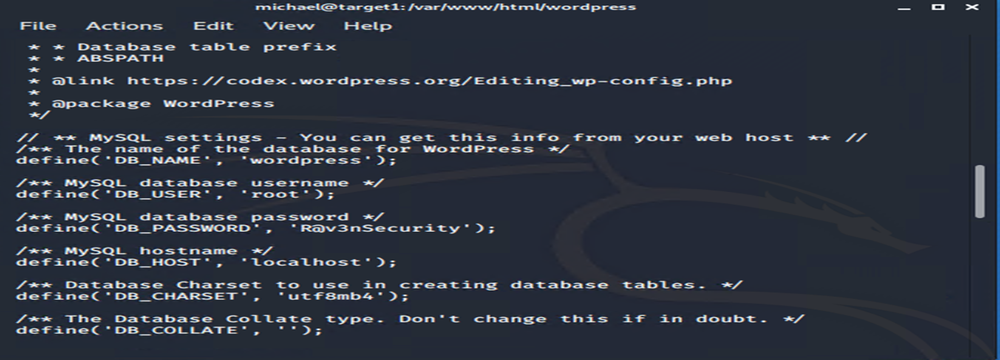 michael@target1:/var/www/html/wordpress
File Actions Edit View Help
* * Database table prefix
* * ABSPATH
*
* @link https://codex.wordpress.org/Editing_wp-config.php
*
* @package WordPress
*/
// ** MySQL settings - You can get this info from your web host ** //
/** The name of the database for WordPress */
define('DB_NAME', 'wordpress');
/** MySQL database username */
define('DB_USER', 'root');
/** MySQL database password */
define('DB_PASSWORD', 'R@v3nSecurity');
/** MySQL hostname */
define('DB_HOST', 'localhost');
/** Database Charset to use in creating database tables. */
define('DB_CHARSET', 'utf8mb4');
/** The Database Collate type. Don't change this if in doubt. */
define('DB_COLLATE', '');